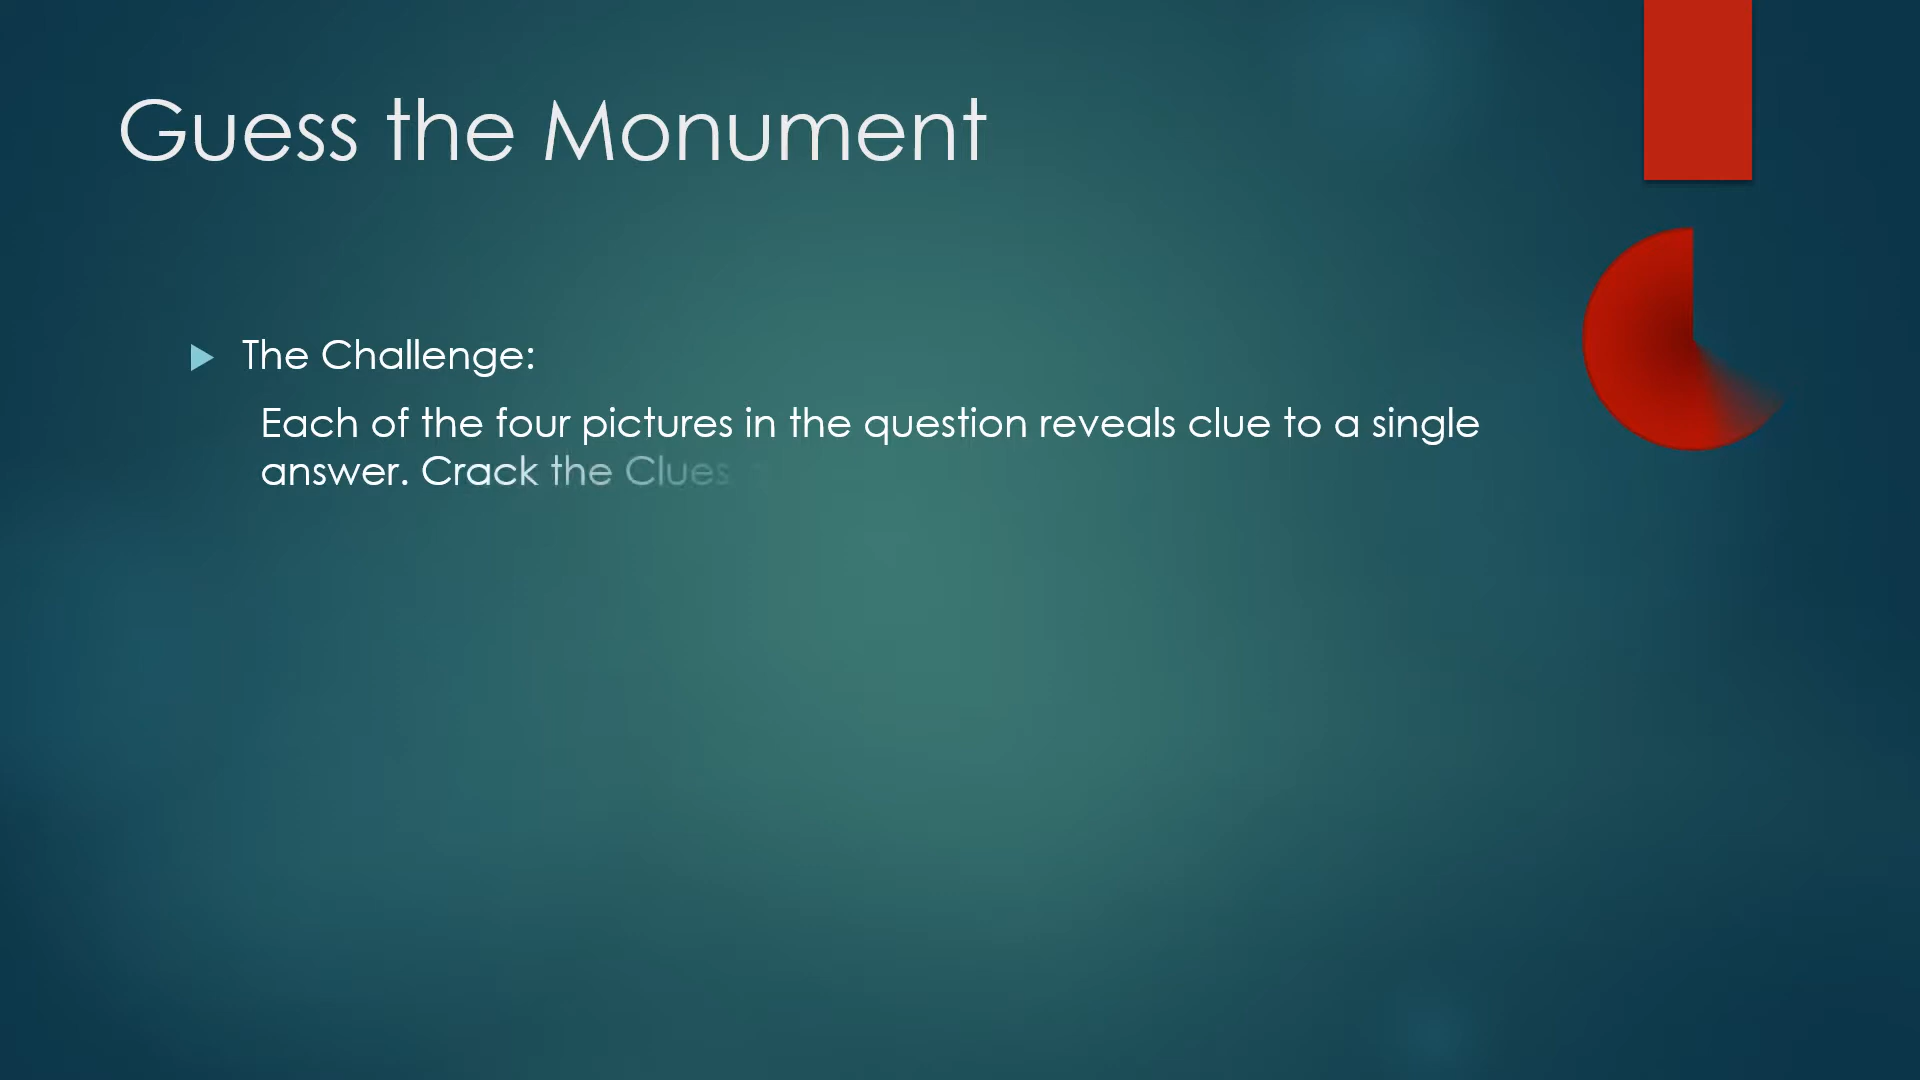 Guess the Monument
The Challenge:
Each of the four pictures in the question reveals clue to a single
answer. Crack the Clues